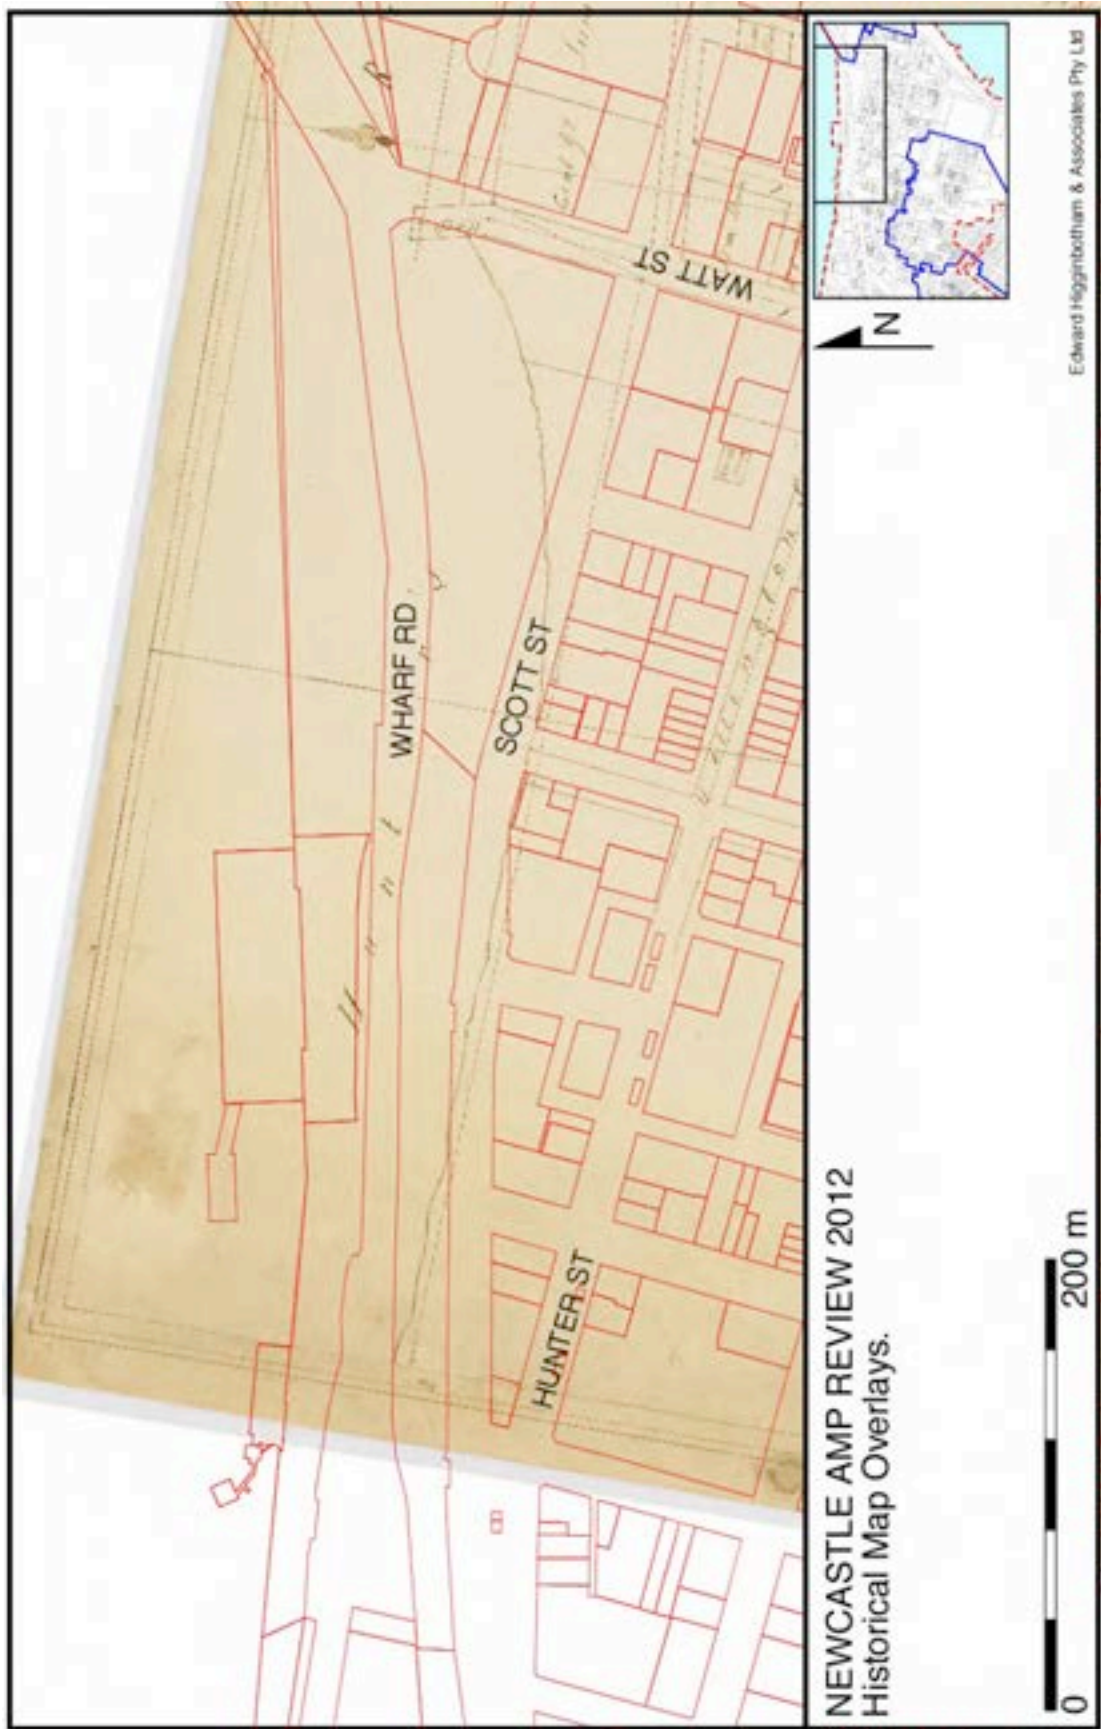 WHARF RD
SCOTT ST
WATT ST
HUNTER ST
NEWCASTLE AMP REVIEW 2012
Historical Map Overlays.
0
200 m
N
Edward Higginbotham & Associates Pty Ltd